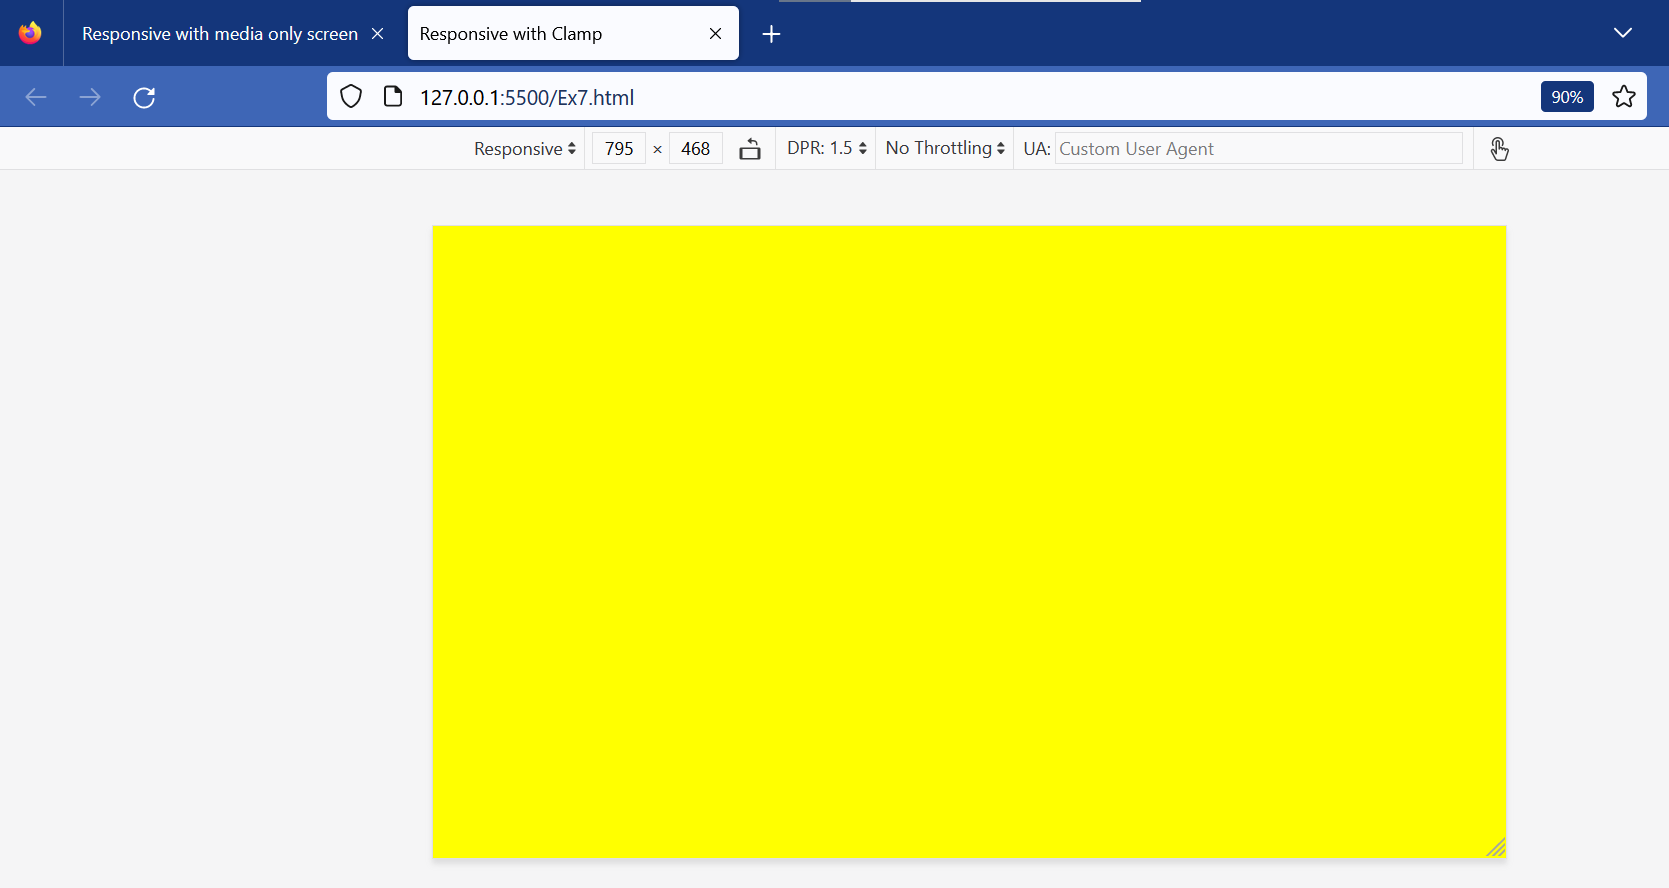 Responsive with media only screen
Responsive with Clamp
127.0.0.1:5500/Ex7.html
90%
Responsive 795 × 468 DPR: 1.5 No Throttling UA: Custom User Agent